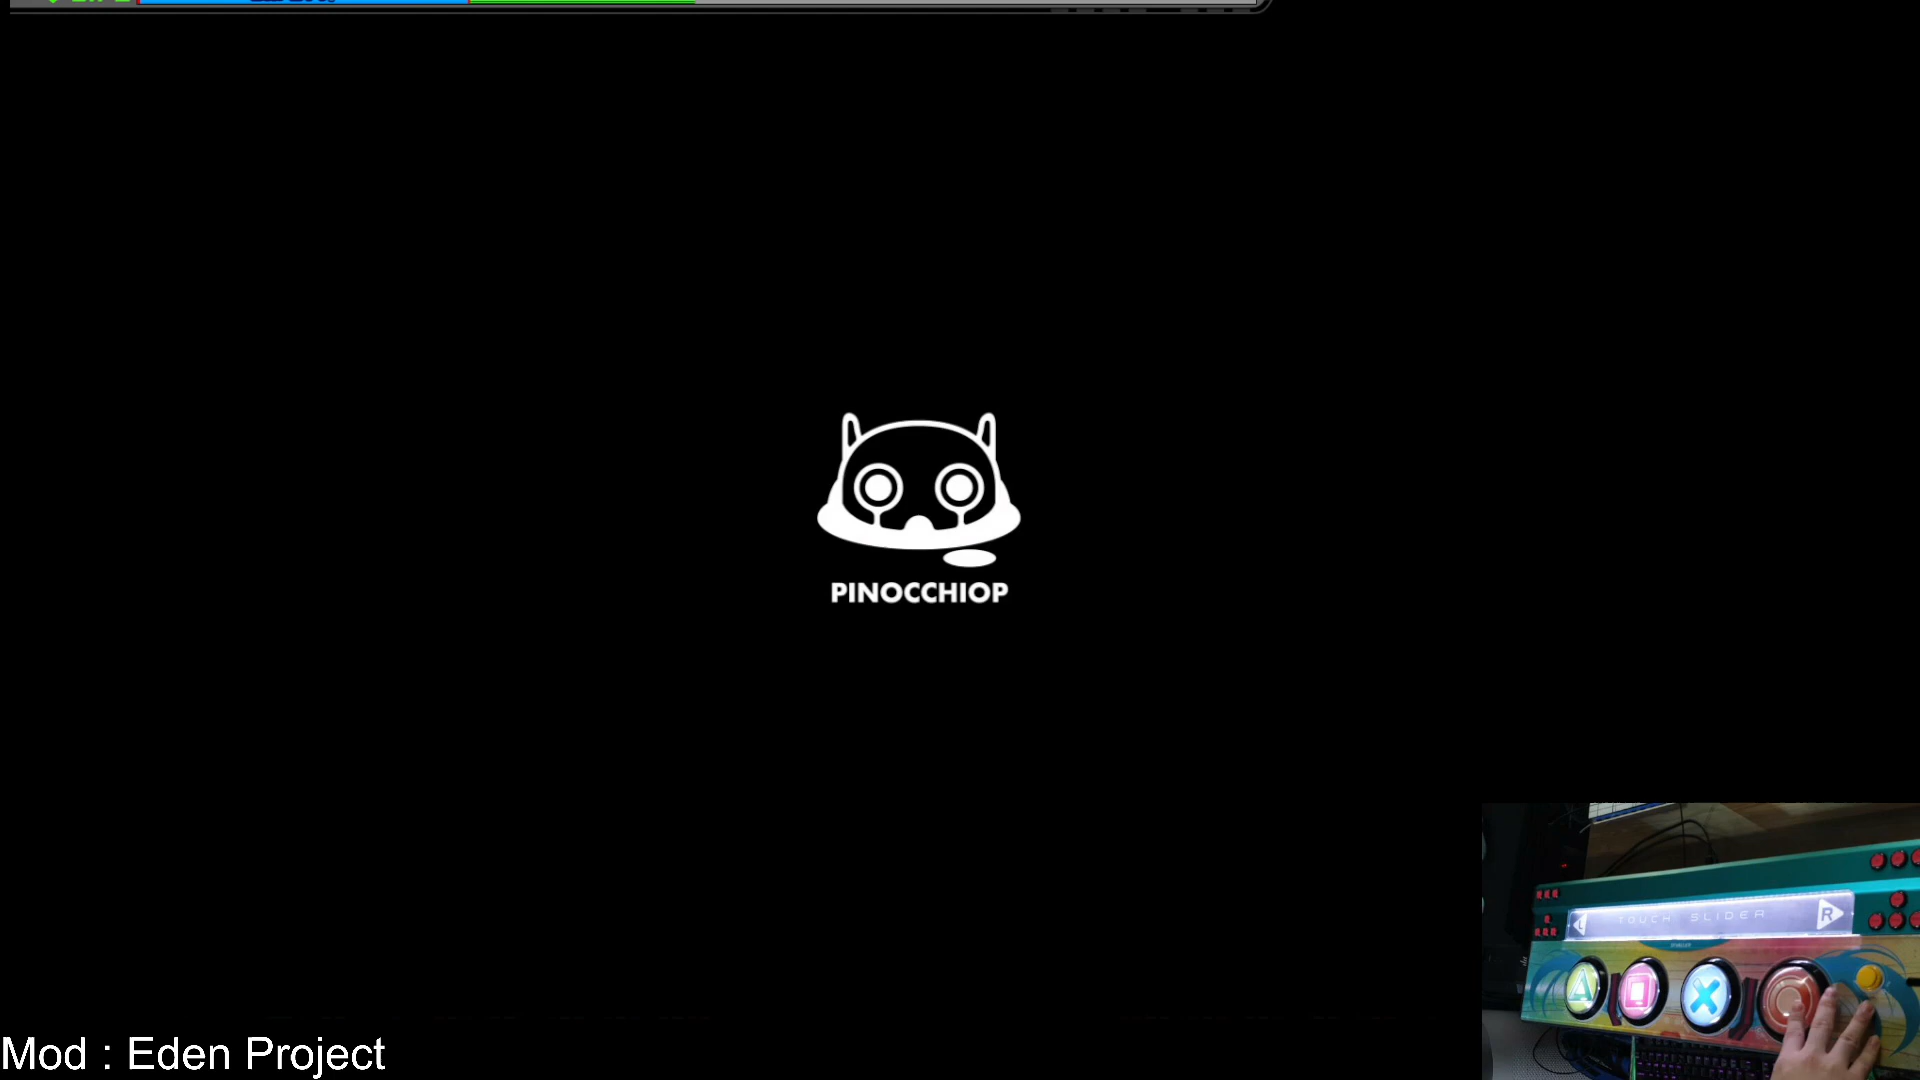 PINOCCHIOP
TOUCH SLIDER
L
R
Mod : Eden Project